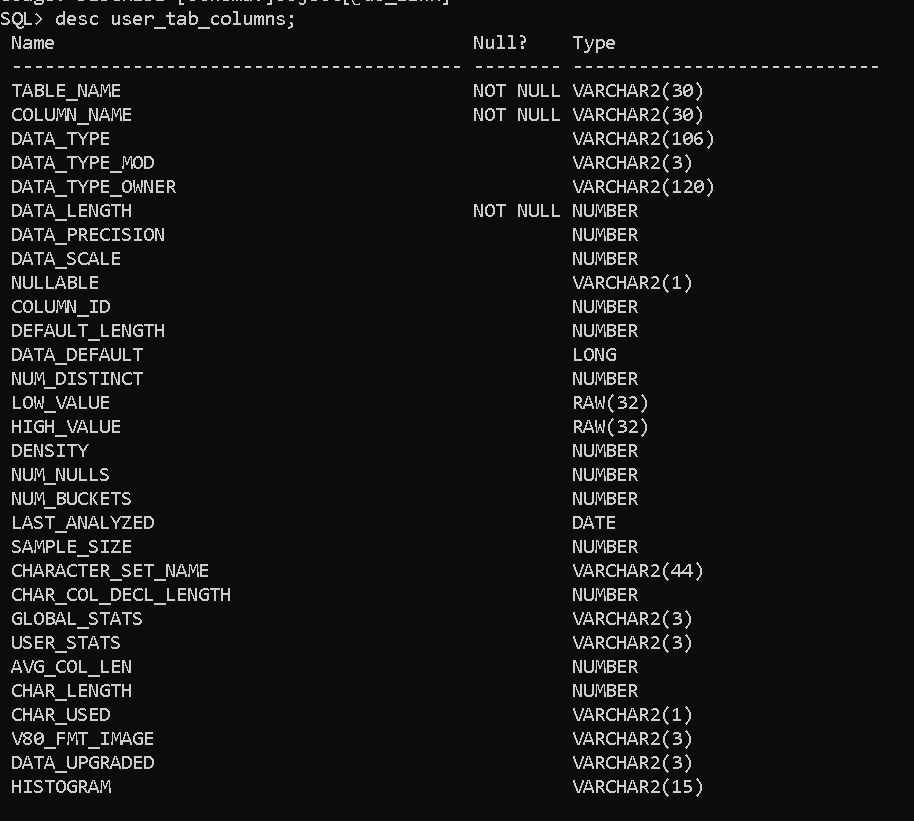 SQL> desc user_tab_columns;
Name Null? Type
----------------------------------------- -------- ----------------------------
TABLE_NAME NOT NULL VARCHAR2(30)
COLUMN_NAME NOT NULL VARCHAR2(30)
DATA_TYPE VARCHAR2(106)
DATA_TYPE_MOD VARCHAR2(3)
DATA_TYPE_OWNER VARCHAR2(120)
DATA_LENGTH NOT NULL NUMBER
DATA_PRECISION NUMBER
DATA_SCALE NUMBER
NULLABLE VARCHAR2(1)
COLUMN_ID NUMBER
DEFAULT_LENGTH NUMBER
DATA_DEFAULT LONG
NUM_DISTINCT NUMBER
LOW_VALUE RAW(32)
HIGH_VALUE RAW(32)
DENSITY NUMBER
NUM_NULLS NUMBER
NUM_BUCKETS NUMBER
LAST_ANALYZED DATE
SAMPLE_SIZE NUMBER
CHARACTER_SET_NAME VARCHAR2(44)
CHAR_COL_DECL_LENGTH NUMBER
GLOBAL_STATS VARCHAR2(3)
USER_STATS VARCHAR2(3)
AVG_COL_LEN NUMBER
CHAR_LENGTH NUMBER
CHAR_USED VARCHAR2(1)
V80_FMT_IMAGE VARCHAR2(3)
DATA_UPGRADED VARCHAR2(3)
HISTOGRAM VARCHAR2(15)